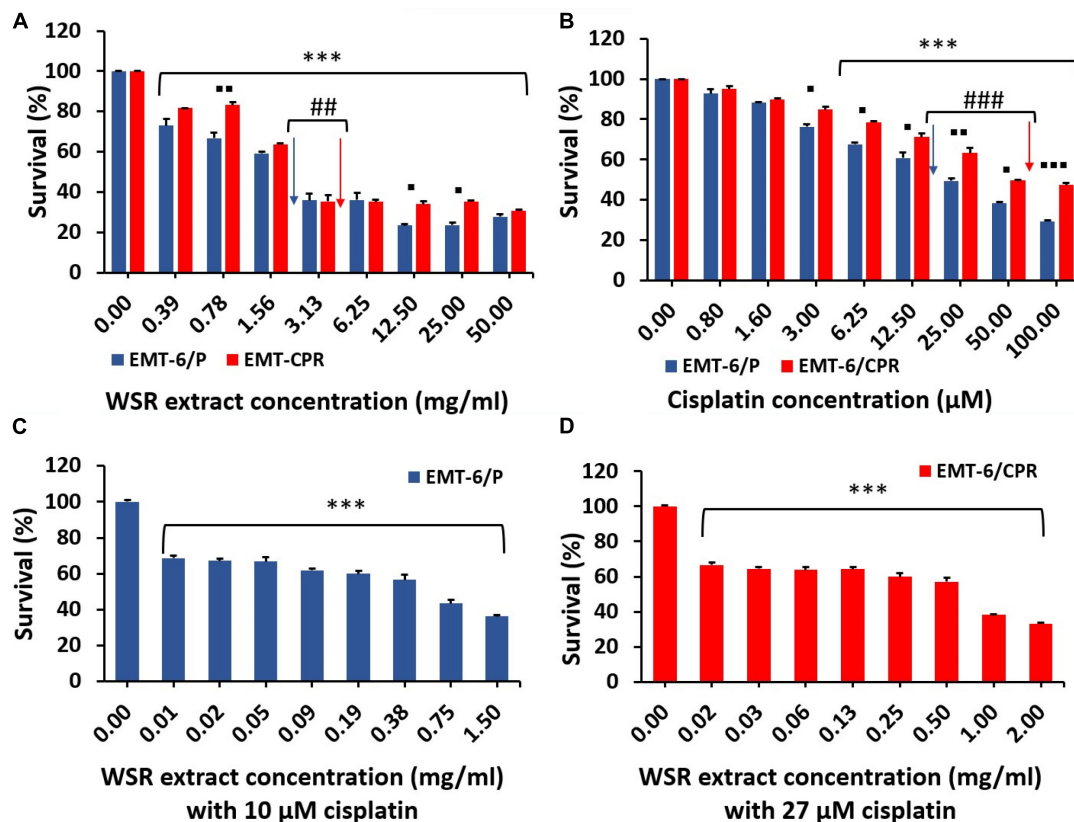 A
Survival (%)
120
100
80
60
40
20
0
***
##
0.00 0.39 0.78 1.56 3.13 6.25 12.50 25.00 50.00
EMT-6/P EMT-CPR
WSR extract concentration (mg/ml)
B
Survival (%)
120
100
80
60
40
20
0
***
###
0.00 0.80 1.60 3.00 6.25 12.50 25.00 50.00 100.00
EMT-6/P EMT-6/CPR
Cisplatin concentration (µM)
C
Survival (%)
120
100
80
60
40
20
0
EMT-6/P
***
0.00 0.01 0.02 0.05 0.09 0.19 0.38 0.75 1.50
WSR extract concentration (mg/ml)
with 10 µM cisplatin
D
Survival (%)
120
100
80
60
40
20
0
EMT-6/CPR
***
0.00 0.02 0.03 0.06 0.13 0.25 0.50 1.00 2.00
WSR extract concentration (mg/ml)
with 27 µM cisplatin